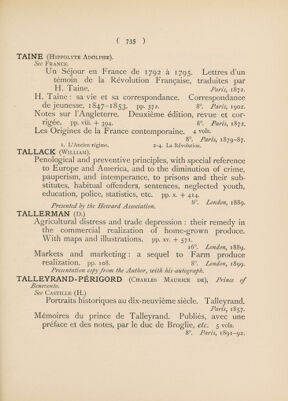 ( 735 )
TAINE (Hippolyte Adolphe).
See France.
Un Séjour en France de 1792 à 1795. Lettres d'un
témoin de la Révolution Française, traduites par
H. Taine. Paris, 1872.
H. Taine: sa vie et sa correspondance. Correspondance
de jeunesse, 1847-1853. pp. 372. 8°. Paris, 1902.
Notes sur l'Angleterre. Deuxième édition, revue et cor-
rigée. pp. viii. + 394. 8°. Paris, 1872.
Les Origines de la France contemporaine. 4 vols.
8°. Paris, 1879-87.
1. L'Ancien régime. 2-4. La Révolution.
TALLACK (William).
Penological and preventive principles, with special reference
to Europe and America, and to the diminution of crime,
pauperism, and intemperance, to prisons and their sub-
stitutes, habitual offenders, sentences, neglected youth,
education, police, statistics, etc. pp. x. + 414.
8°. London, 1889.
Presented by the Howard Association.
TALLERMAN (D.)
Agricultural distress and trade depression: their remedy in
the commercial realization of home-grown produce.
With maps and illustrations. pp. xv. + 571.
16°. London, 1889.
Markets and marketing: a sequel to Farm produce
realization. pp. 108. 8°. London, 1899.
Presentation copy from the Author, with his autograph.
TALLEYRAND-PÉRIGORD (Charles Maurice de), Prince of
Benevento.
See Castille (H.)
Portraits historiques au dix-neuvième siècle. Talleyrand.
Paris, 1857.
Mémoires du prince de Talleyrand. Publiés, avec une
préface et des notes, par le duc de Broglie, etc. 5 vols.
8°. Paris, 1891-92.